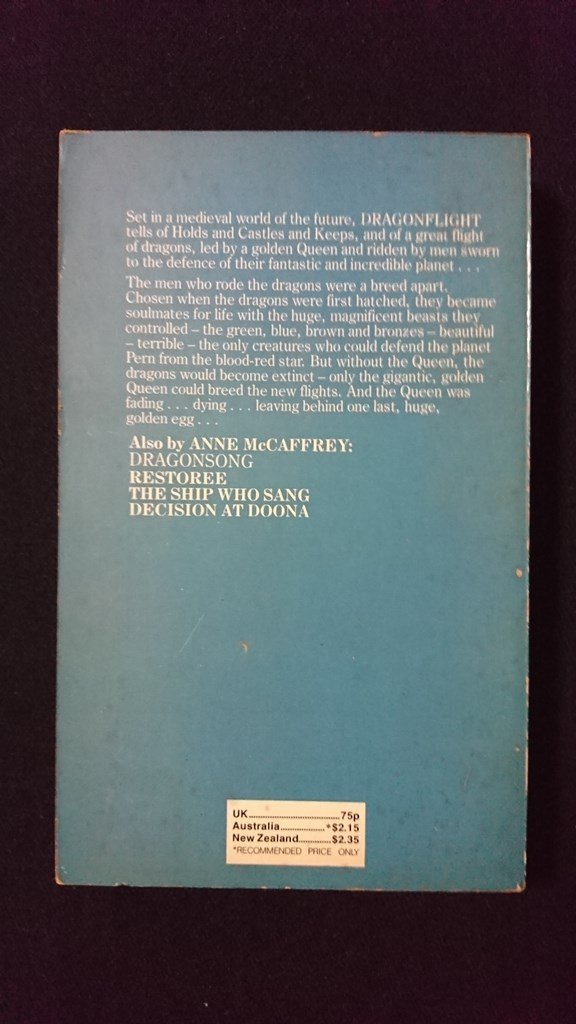 Set in a medieval world of the future, DRAGONFLIGHT
tells of Holds and Castles and Keeps, and of a great flight
of dragons, led by a golden Queen and ridden by men sworn
to the defence of their fantastic and incredible planet . . .
The men who rode the dragons were a breed apart.
Chosen when the dragons were first hatched, they became
soulmates for life with the huge, magnificent beasts they
controlled – the green, blue, brown and bronzes – beautiful
– terrible – the only creatures who could defend the planet
Pern from the blood-red star. But without the Queen, the
dragons would become extinct – only the gigantic, golden
Queen could breed the new flights. And the Queen was
fading . . . dying . . . leaving behind one last, huge,
golden egg . . .
Also by ANNE McCAFFREY:
DRAGONSONG
RESTOREE
THE SHIP WHO SANG
DECISION AT DOONA
UK..............................75p
Australia..............*$2.15
New Zealand...........$2.35
*RECOMMENDED PRICE ONLY